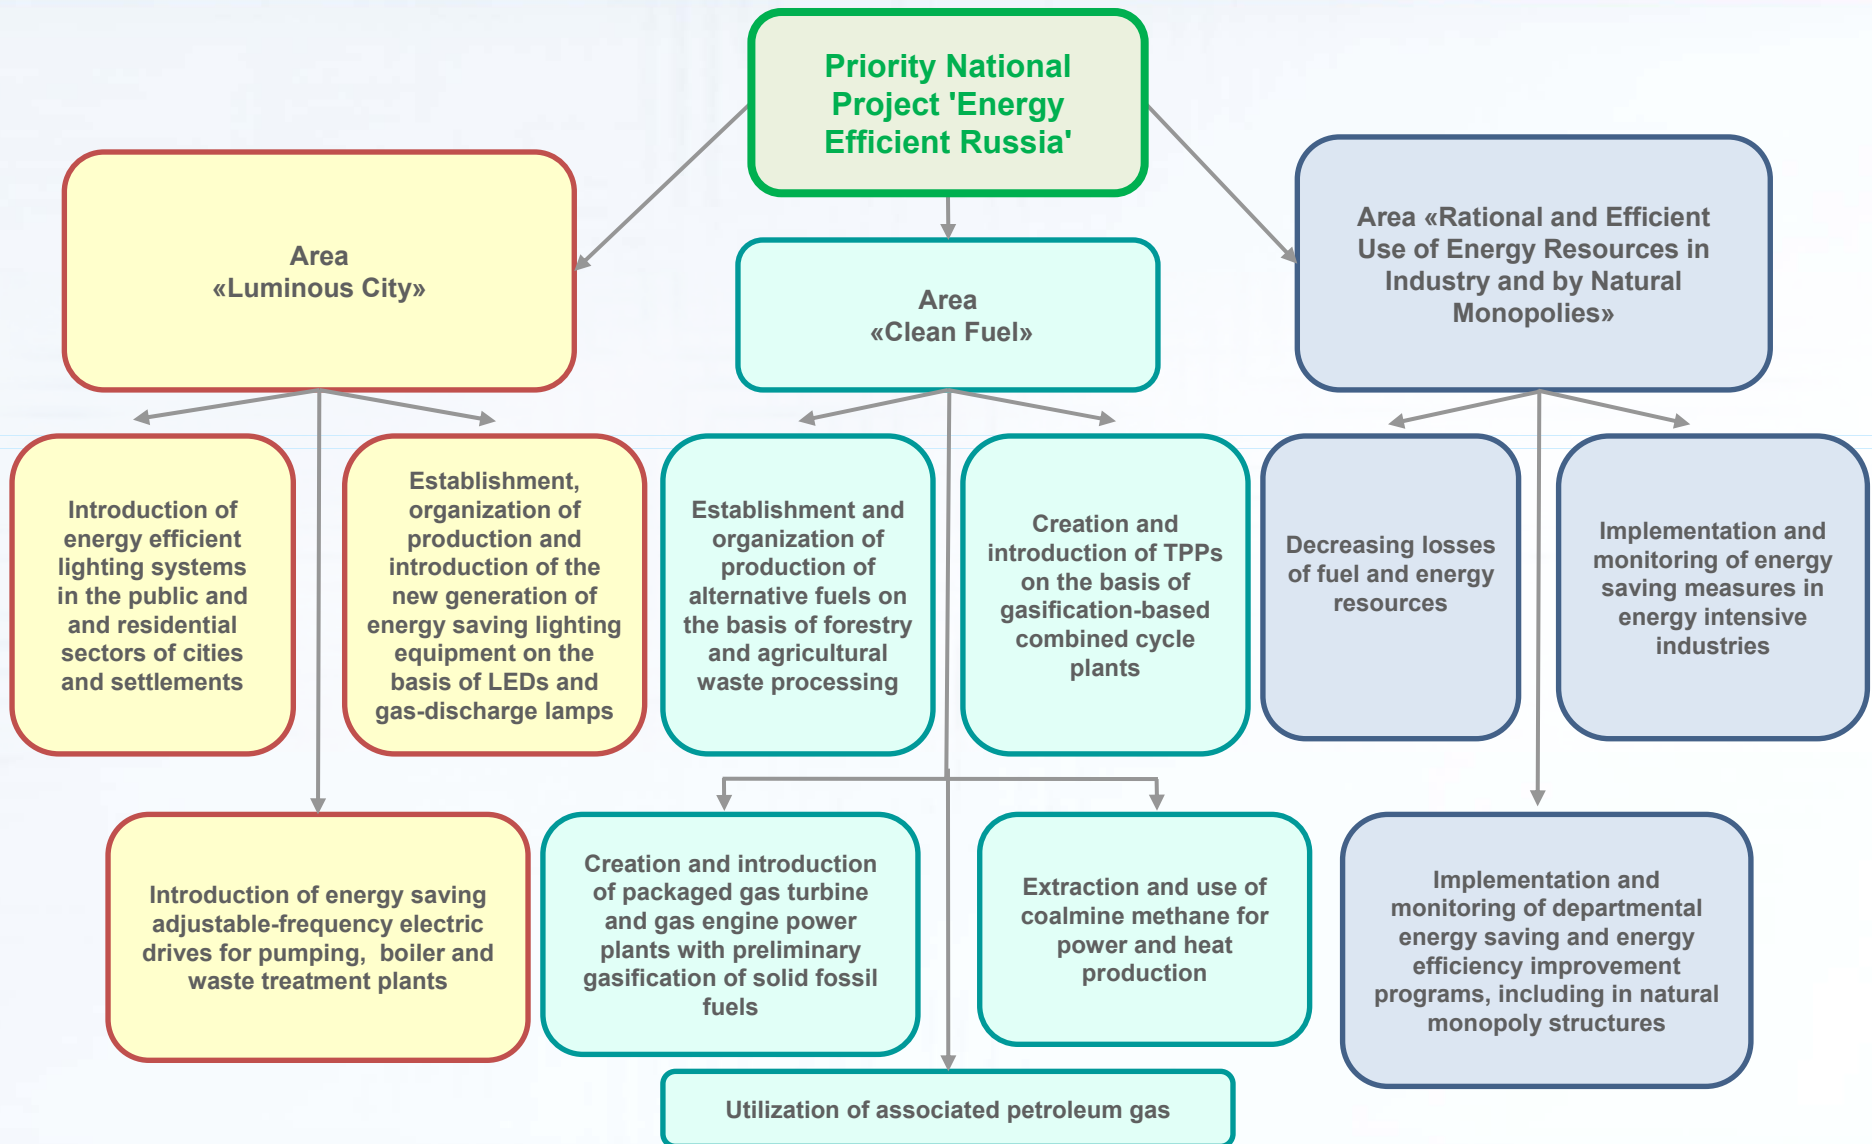 Priority National
Project 'Energy
Efficient Russia'
Area
«Luminous City»
Area
«Clean Fuel»
Area «Rational and Efficient
Use of Energy Resources in
Industry and by Natural
Monopolies»
Introduction of
energy efficient
lighting systems
in the public and
and residential
sectors of cities
and settlements
Establishment,
organization of
production and
introduction of the
new generation of
energy saving lighting
equipment on the
basis of LEDs and
gas-discharge lamps
Establishment and
organization of
production of
alternative fuels on
the basis of forestry
and agricultural
waste processing
Creation and
introduction of TPPs
on the basis of
gasification-based
combined cycle
plants
Decreasing losses
of fuel and energy
resources
Implementation and
monitoring of energy
saving measures in
energy intensive
industries
Introduction of energy saving
adjustable-frequency electric
drives for pumping,  boiler and
waste treatment plants
Creation and introduction
of packaged gas turbine
and gas engine power
plants with preliminary
gasification of solid fossil
fuels
Extraction and use of
coalmine methane for
power and heat
production
Implementation and
monitoring of departmental
energy saving and energy
efficiency improvement
programs, including in natural
monopoly structures
Utilization of associated petroleum gas